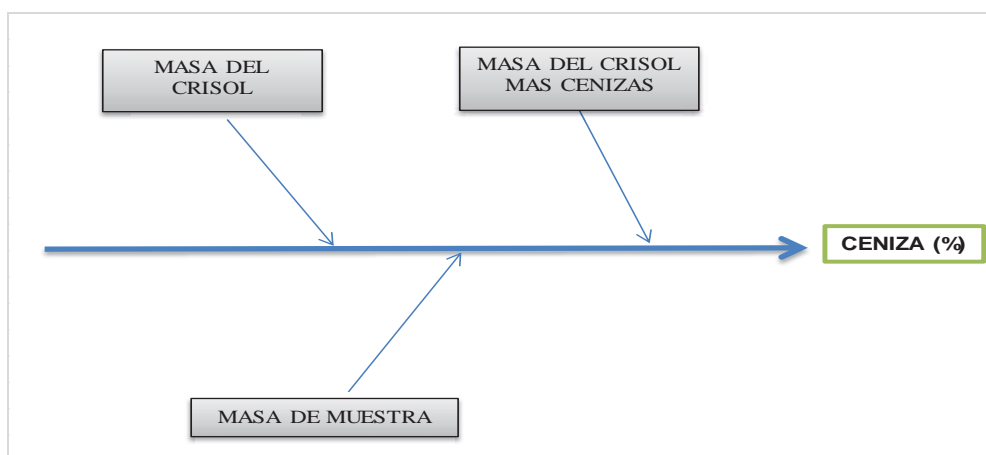 MASA DEL
CRISOL
MASA DEL CRISOL
MAS CENIZAS
CENIZA (%)
MASA DE MUESTRA